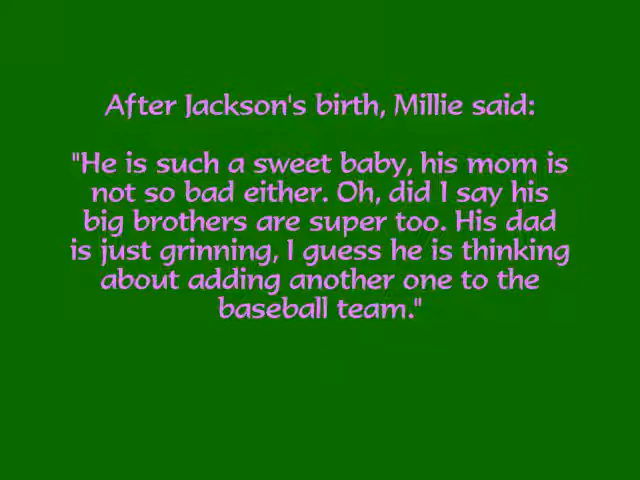 After Jackson's birth, Millie said:
"He is such a sweet baby, his mom is
not so bad either. Oh, did I say his
big brothers are super too. His dad
is just grinning, I guess he is thinking
about adding another one to the
baseball team."